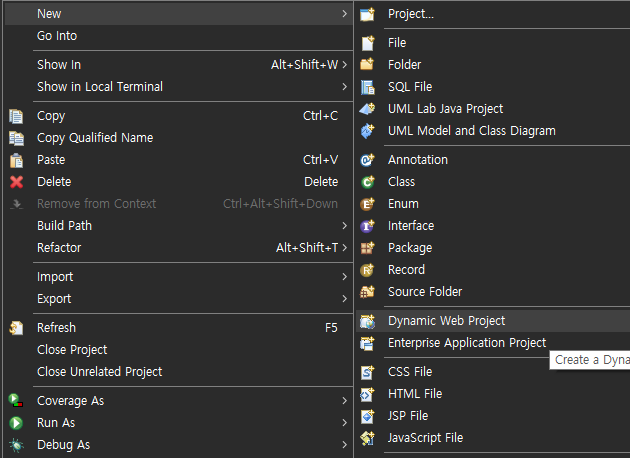 New
Go Into
Show In Alt+Shift+W
Show in Local Terminal
Copy Ctrl+C
Copy Qualified Name
Paste Ctrl+V
Delete Delete
Remove from Context Ctrl+Alt+Shift+Down
Build Path
Refactor Alt+Shift+T
Import
Export
Refresh F5
Close Project
Close Unrelated Project
Coverage As
Run As
Debug As
Project...
File
Folder
SQL File
UML Lab Java Project
UML Model and Class Diagram
Annotation
Class
Enum
Interface
Package
Record
Source Folder
Dynamic Web Project
Enterprise Application Project
Create a Dyna
CSS File
HTML File
JSP File
JavaScript File